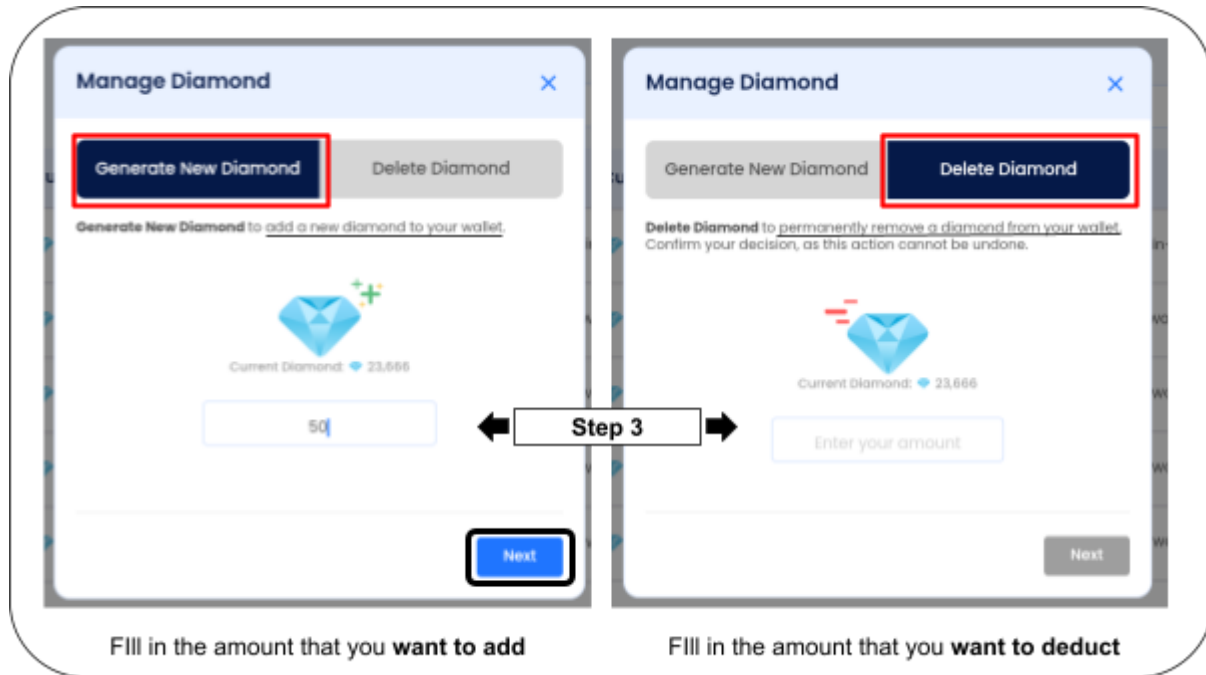 Manage Diamond
Generate New Diamond
Delete Diamond
Generate New Diamond to add a new diamond to your wallet.
Current Diamond: 23,666
50
Next
Manage Diamond
Generate New Diamond
Delete Diamond
Delete Diamond to permanently remove a diamond from your wallet.
Confirm your decision, as this action cannot be undone.
Current Diamond: 23,666
Enter your amount
Next
Step 3
FIll in the amount that you want to add
FIll in the amount that you want to deduct